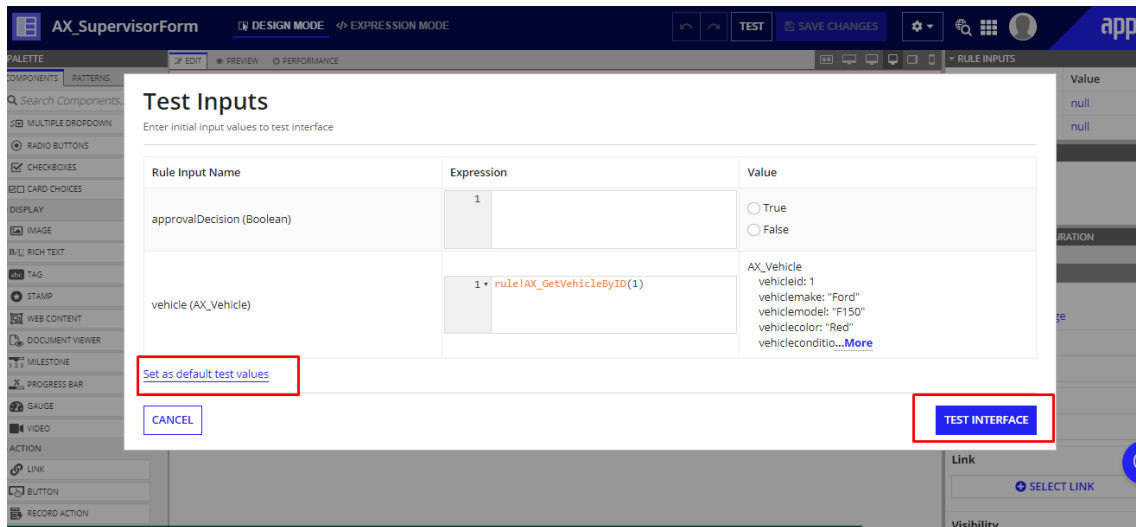 AX_SupervisorForm
DESIGN MODE
</> EXPRESSION MODE
TEST
SAVE CHANGES
app
PALETTE
EDIT
PREVIEW
PERFORMANCE
RULE INPUTS
COMPONENTS
PATTERNS
Value
Search Components.
null
MULTIPLE DROPDOWN
null
RADIO BUTTONS
CHECKBOXES
CARD CHOICES
DISPLAY
IMAGE
RICH TEXT
TAG
STAMP
WEB CONTENT
DOCUMENT VIEWER
MILESTONE
PROGRESS BAR
GAUGE
VIDEO
ACTION
LINK
BUTTON
RECORD ACTION
Test Inputs
Enter initial input values to test interface
Rule Input Name
Expression
Value
approvalDecision (Boolean)
1
True
False
vehicle (AX_Vehicle)
1
rule!AX_GetVehicleByID(1)
AX_Vehicle
vehicleid: 1
vehiclemake: "Ford"
vehiclemodel: "F150"
vehiclecolor: "Red"
vehicleconditio...More
Set as default test values
CANCEL
TEST INTERFACE
URATION
ge
Link
SELECT LINK
Visibility